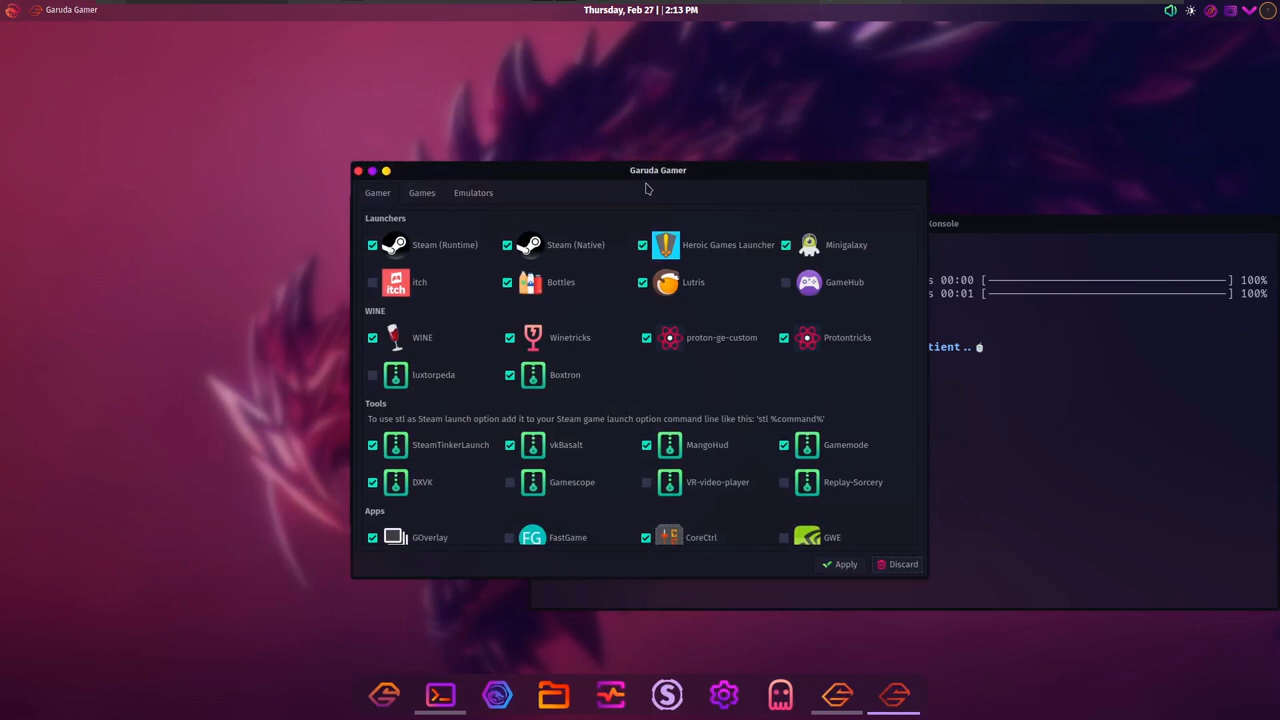 Garuda Gamer
Thursday, Feb 27 | | 2:13 PM
Garuda Gamer
Gamer Games Emulators
Launchers
Steam (Runtime) Steam (Native) Heroic Games Launcher Minigalaxy
itch itch Bottles Lutris GameHub
WINE
WINE Winetricks proton-ge-custom Protontricks
luxtorpeda Boxtron
Tools
To use stl as Steam launch option add it to your Steam game launch option command line like this: 'stl %command%'
SteamTinkerLaunch vkBasalt MangoHud Gamemode
DXVK Gamescope VR-video-player Replay-Sorcery
Apps
GOverlay FG FastGame CoreCtrl GWE
Apply Discard
Konsole
s 00:00 [------------------------------] 100%
s 00:01 [------------------------------] 100%
tient..
S